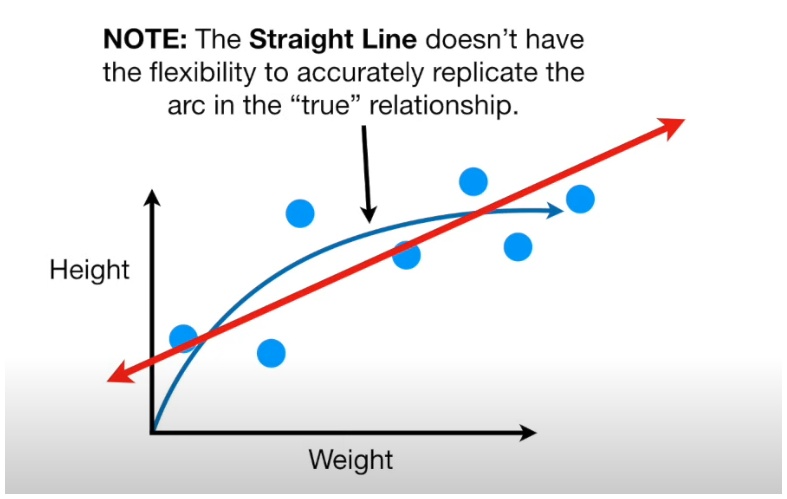 NOTE: The Straight Line doesn’t have
the flexibility to accurately replicate the
arc in the “true” relationship.
Height
Weight